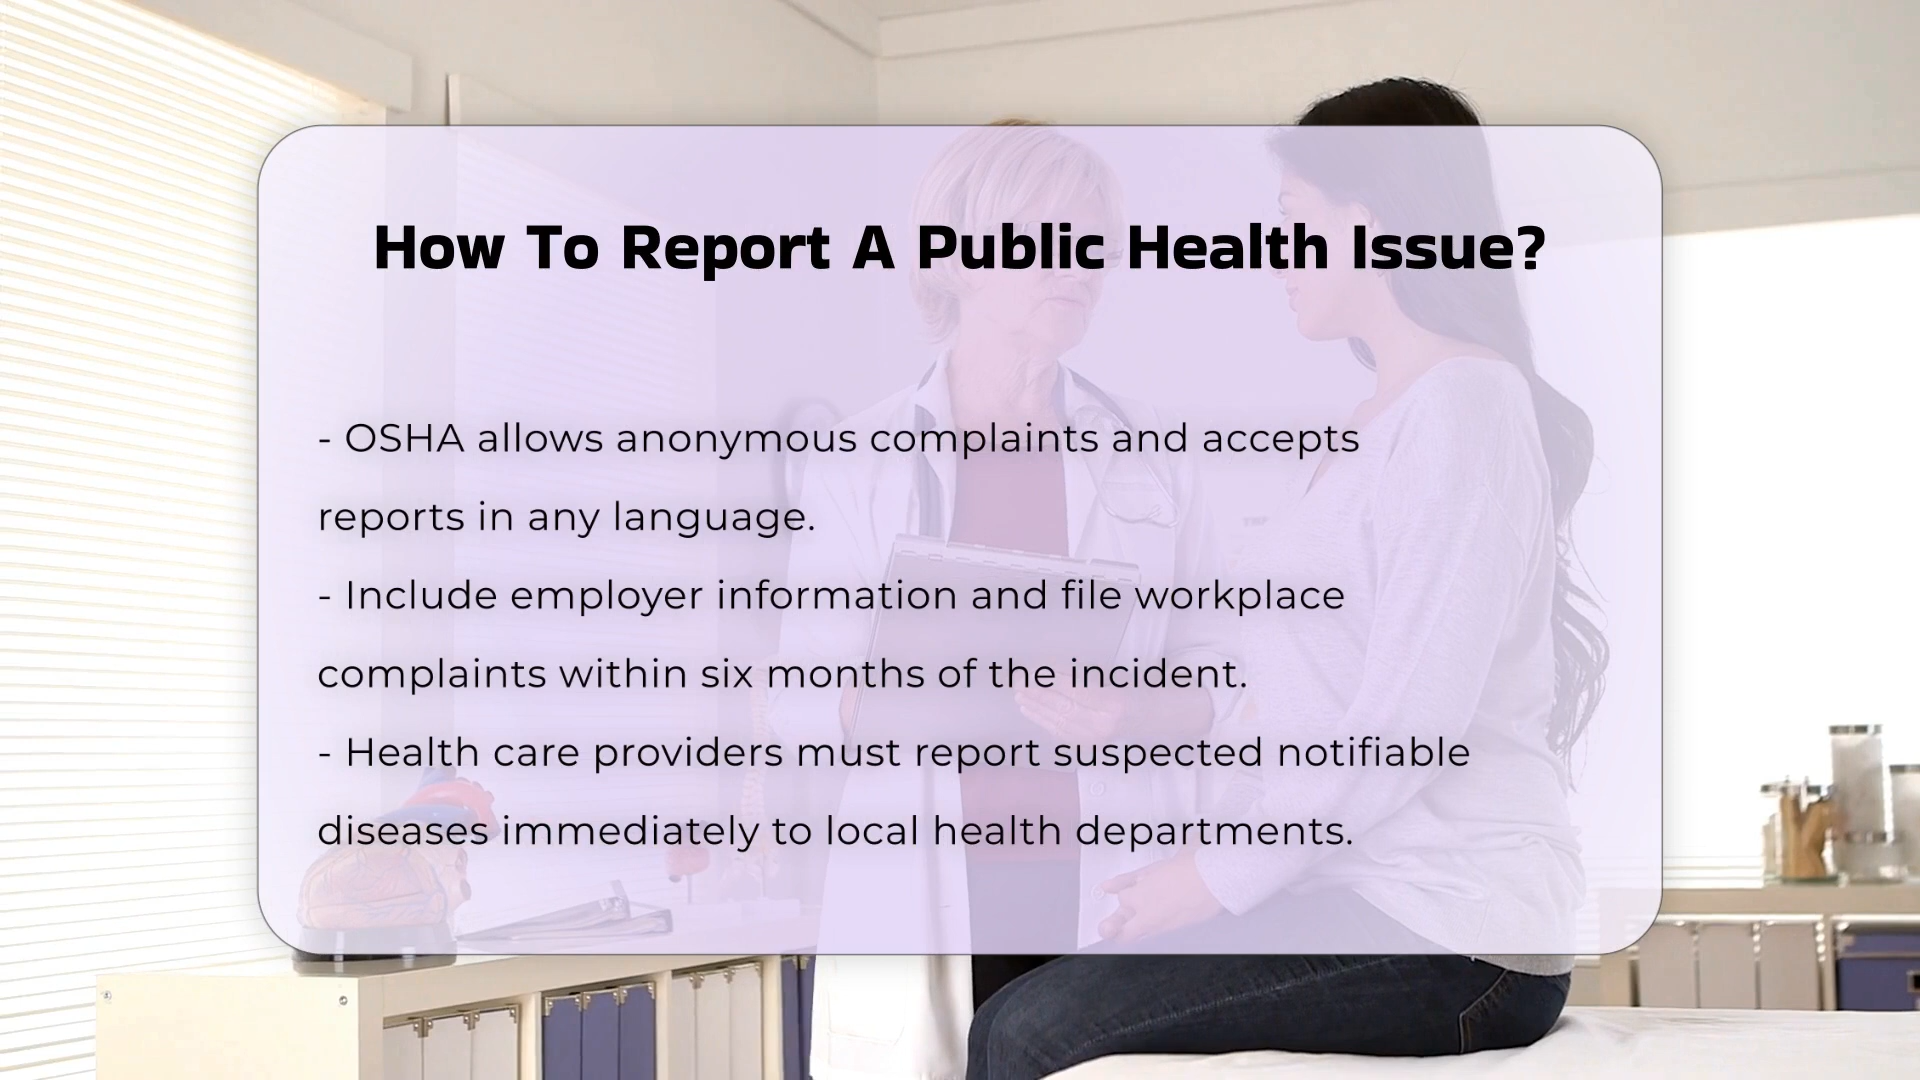 How To Report A Public Health Issue?
- OSHA allows anonymous complaints and accepts
reports in any language.
- Include employer information and file workplace
complaints within six months of the incident.
- Health care providers must report suspected notifiable
diseases immediately to local health departments.